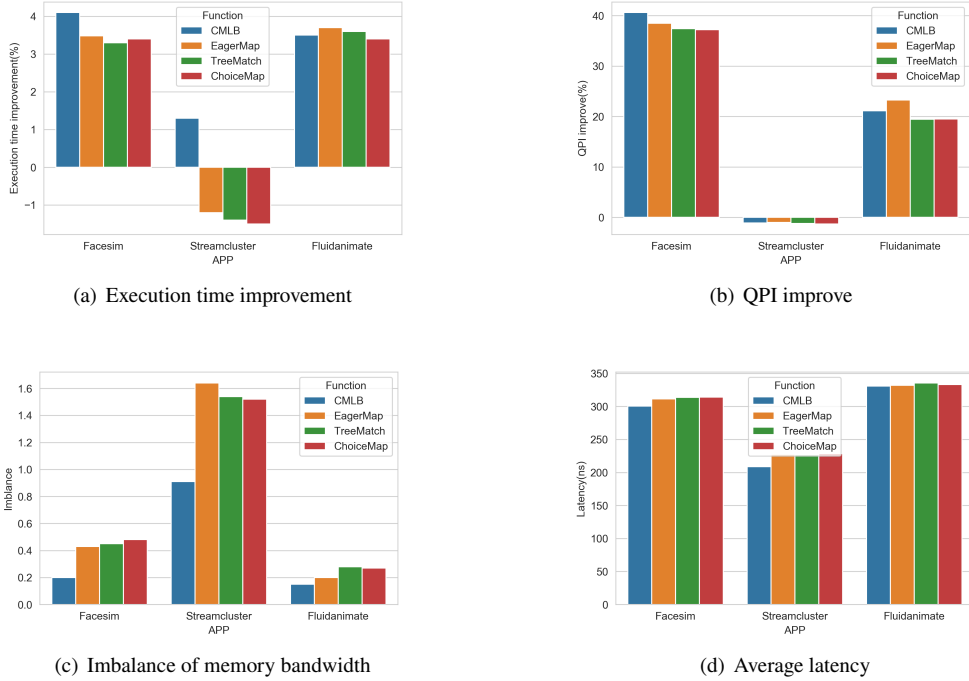 Execution time improvement(%)
4
3
2
1
0
−1
Function
CMLB
EagerMap
TreeMatch
ChoiceMap
Facesim
Streamcluster
Fluidanimate
APP
(a) Execution time improvement
QPI improve(%)
40
30
20
10
0
Function
CMLB
EagerMap
TreeMatch
ChoiceMap
Facesim
Streamcluster
Fluidanimate
APP
(b) QPI improve
Imblance
1.6
1.4
1.2
1.0
0.8
0.6
0.4
0.2
0.0
Function
CMLB
EagerMap
TreeMatch
ChoiceMap
Facesim
Streamcluster
Fluidanimate
APP
(c) Imbalance of memory bandwidth
Latency(ns)
350
300
250
200
150
100
50
0
Function
CMLB
EagerMap
TreeMatch
ChoiceMap
Facesim
Streamcluster
Fluidanimate
APP
(d) Average latency